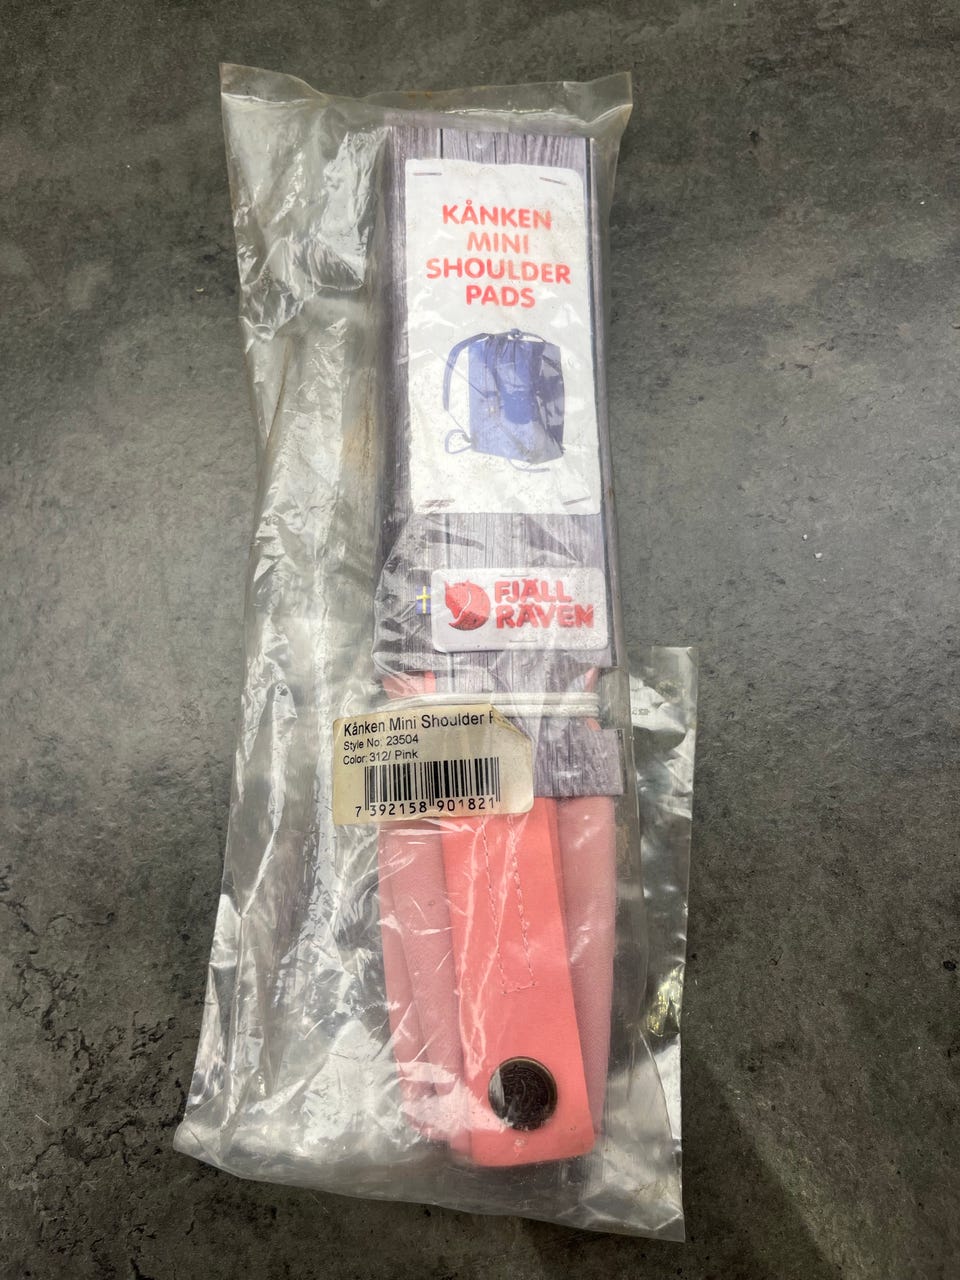 KÅNKEN
MINI
SHOULDER
PADS
FJÄLL
RÄVEN
Kånken Mini Shoulder
Style No: 23504
Color: 312/ Pink
7 392158 901821